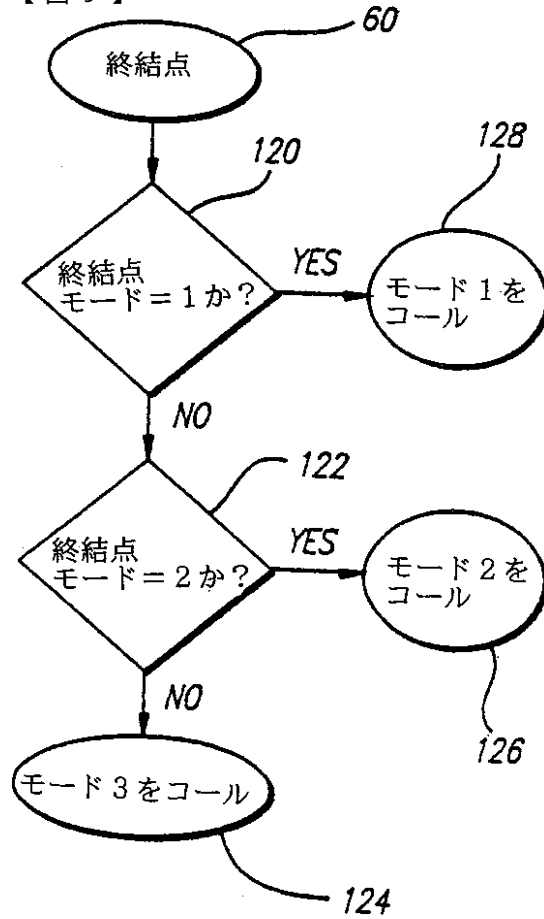 60
終結点
120
128
終結点
モード=1か?
YES
モード1を
コール
NO
122
終結点
モード=2か?
YES
モード2を
コール
NO
126
モード3をコール
124